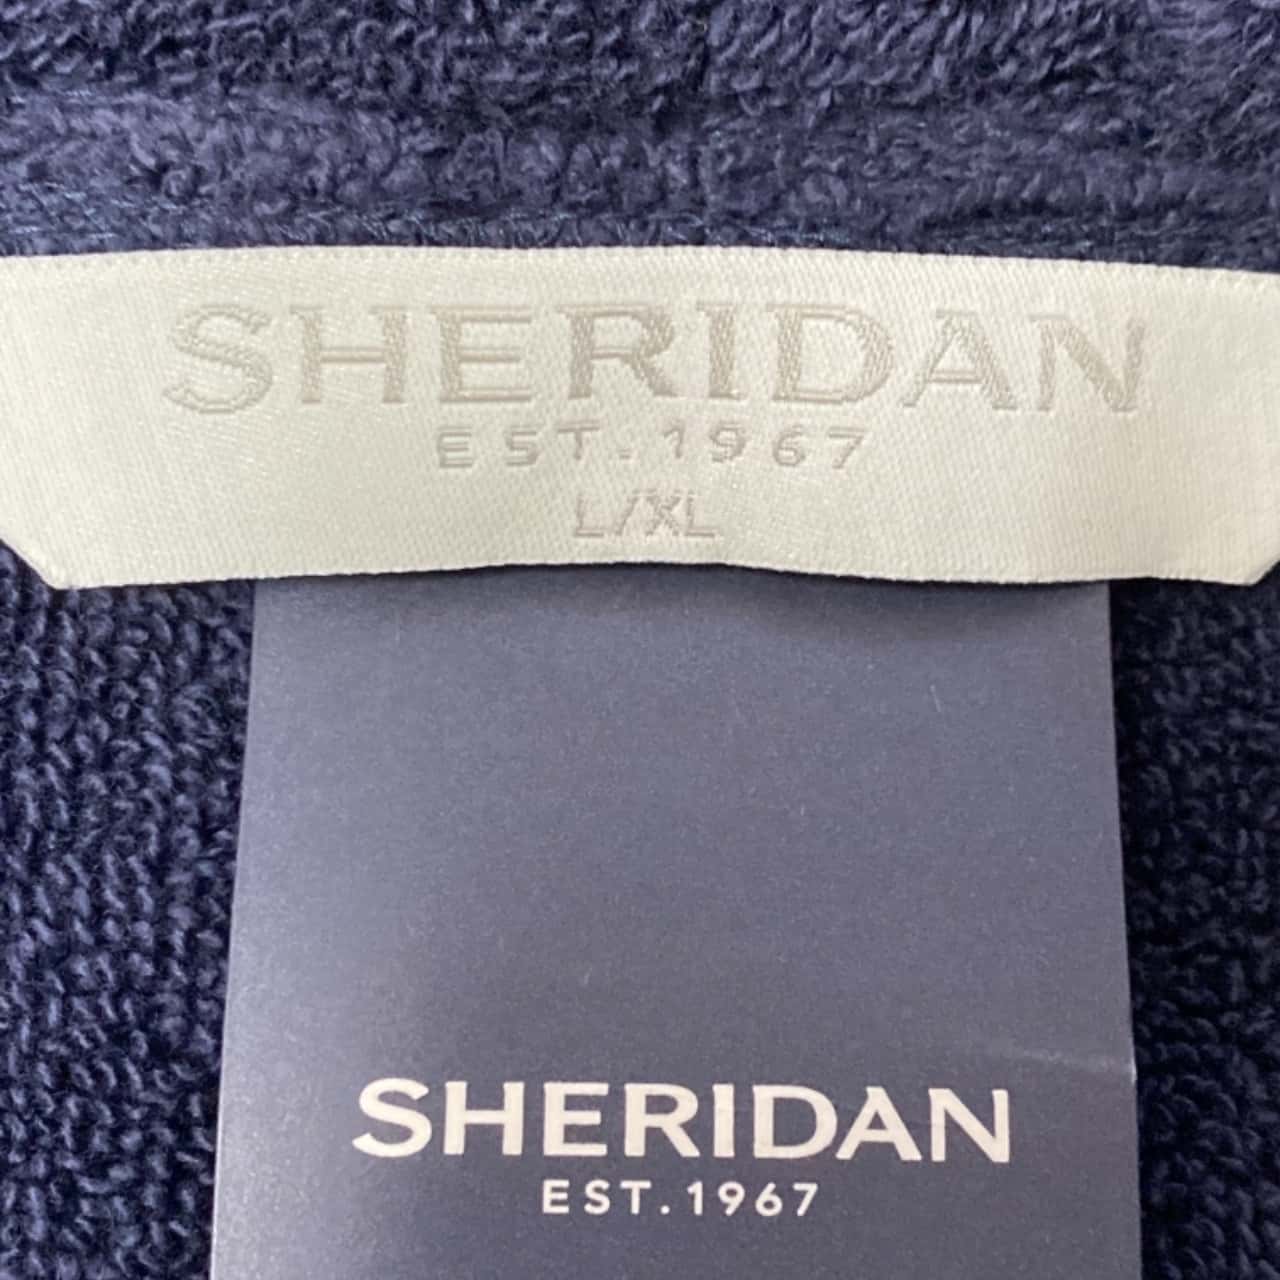 SHERIDAN
EST. 1967
L/XL
SHERIDAN
EST. 1967